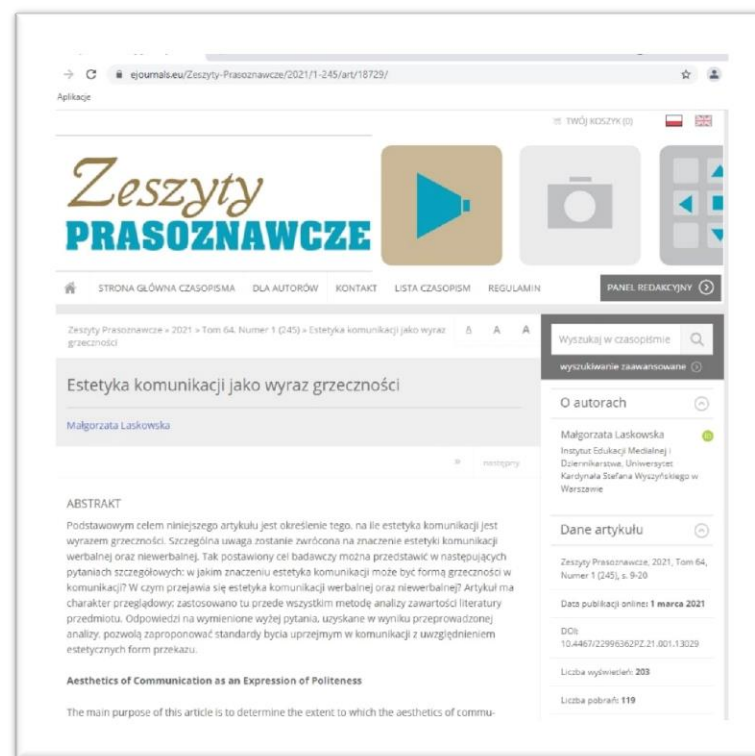 ejournals.eu/Zeszyty-Prasoznawcze/2021/1-245/art/18729/
Aplikacje
TWÓJ KOSZYK (0)
Zeszyty
PRASOZNAWCZE
STRONA GŁÓWNA CZASOPISMA DLA AUTORÓW KONTAKT LISTA CZASOPISM REGULAMIN
PANEL REDAKCYJNY
Zeszyty Prasoznawcze » 2021 » Tom 64, Numer 1 (245) » Estetyka komunikacji jako wyraz
grzeczności
A A A
Estetyka komunikacji jako wyraz grzeczności
Małgorzata Laskowska
» następny
ABSTRAKT
Podstawowym celem niniejszego artykułu jest określenie tego, na ile estetyka komunikacji jest
wyrazem grzeczności. Szczególna uwaga zostanie zwrócona na znaczenie estetyki komunikacji
werbalnej oraz niewerbalnej. Tak postawiony cel badawczy można przedstawić w następujących
pytaniach szczegółowych: w jakim znaczeniu estetyka komunikacji może być formą grzeczności w
komunikacji? W czym przejawia się estetyka komunikacji werbalnej oraz niewerbalnej? Artykuł ma
charakter przeglądowy; zastosowano tu przede wszystkim metodę analizy zawartości literatury
przedmiotu. Odpowiedzi na wymienione wyżej pytania, uzyskane w wyniku przeprowadzonej
analizy, pozwolą zaproponować standardy bycia uprzejmym w komunikacji z uwzględnieniem
estetycznych form przekazu.
Aesthetics of Communication as an Expression of Politeness
The main purpose of this article is to determine the extent to which the aesthetics of commu-
Wyszukaj w czasopiśmie
wyszukiwanie zaawansowane
O autorach
Małgorzata Laskowska
Instytut Edukacji Medialnej i
Dziennikarstwa, Uniwersytet
Kardynała Stefana Wyszyńskiego w
Warszawie
Dane artykułu
Zeszyty Prasoznawcze, 2021, Tom 64,
Numer 1 (245), s. 9-20
Data publikacji online: 1 marca 2021
DOI:
10.4467/22996362PZ.21.001.13029
Liczba wyświetleń: 203
Liczba pobrań: 119